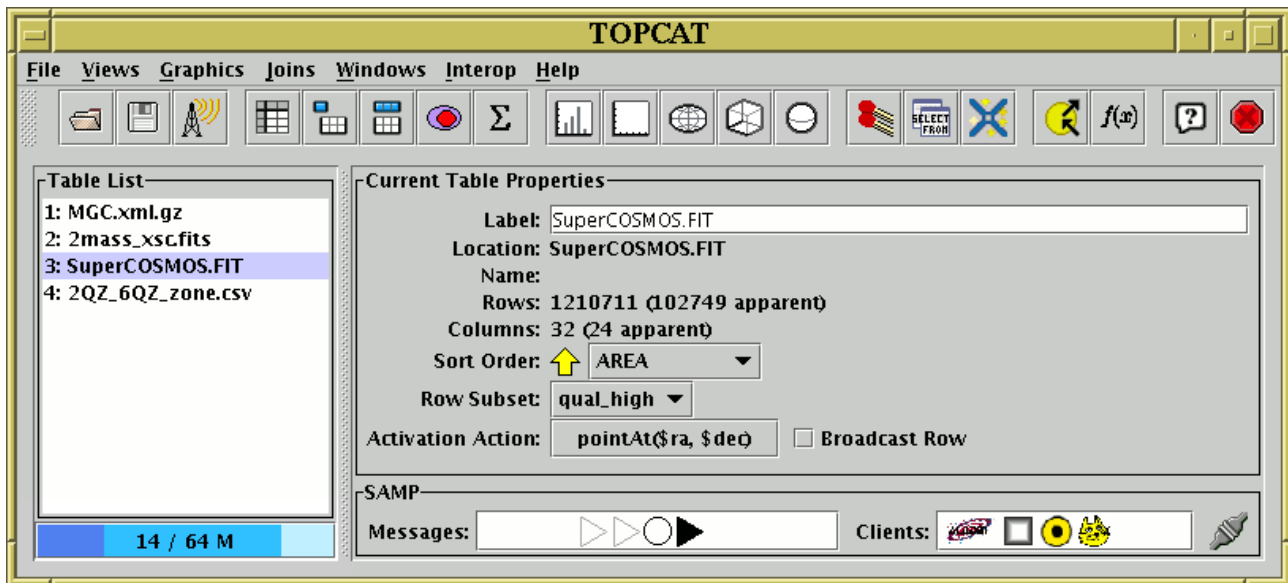 TOPCAT
File Views Graphics Joins Windows Interop Help
Σ SELECT FROM f(x) ?
Table List
1: MGC.xml.gz
2: 2mass_xsc.fits
3: SuperCOSMOS.FIT
4: 2QZ_6QZ_zone.csv
14 / 64 M
Current Table Properties
Label: SuperCOSMOS.FIT
Location: SuperCOSMOS.FIT
Name:
Rows: 1210711 (102749 apparent)
Columns: 32 (24 apparent)
Sort Order: AREA
Row Subset: qual_high
Activation Action: pointAt($ra, $dec) Broadcast Row
SAMP
Messages: Clients: